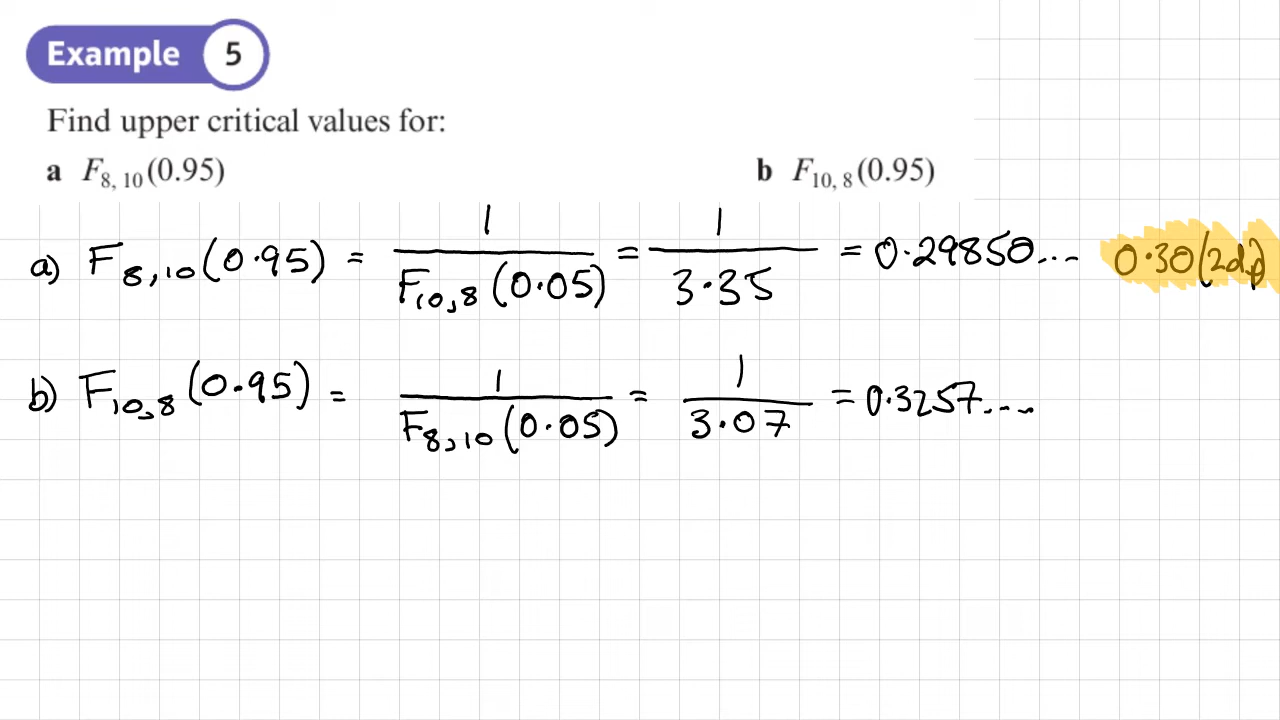 Example 5
Find upper critical values for:
a F₈, ₁₀(0.95) b F₁₀, ₈(0.95)
a) F₈,₁₀(0.95) = 1/(F₁₀,₈(0.05)) = 1/3.35 = 0.29850... 0.30(2d.p)
b) F₁₀,₈(0.95) = 1/(F₈,₁₀(0.05)) = 1/3.07 = 0.3257....